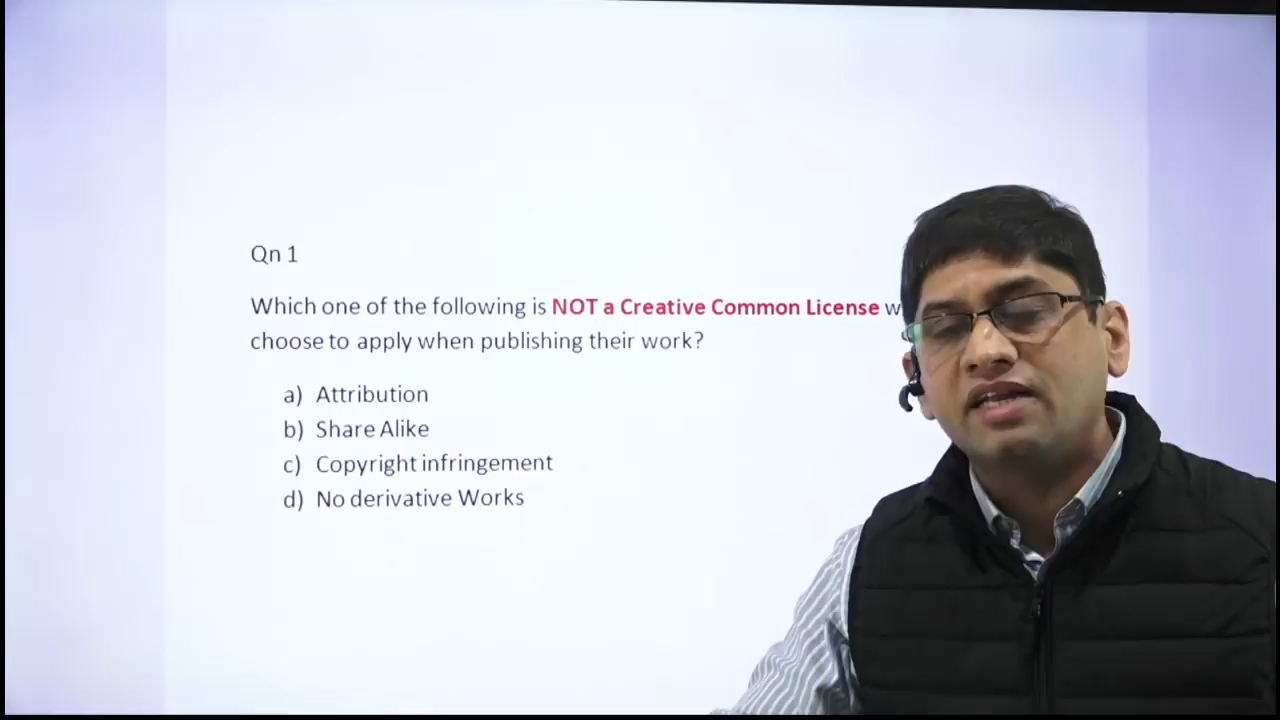 Qn 1
Which one of the following is NOT a Creative Common License
choose to apply when publishing their work?
a) Attribution
b) Share Alike
c) Copyright infringement
d) No derivative Works